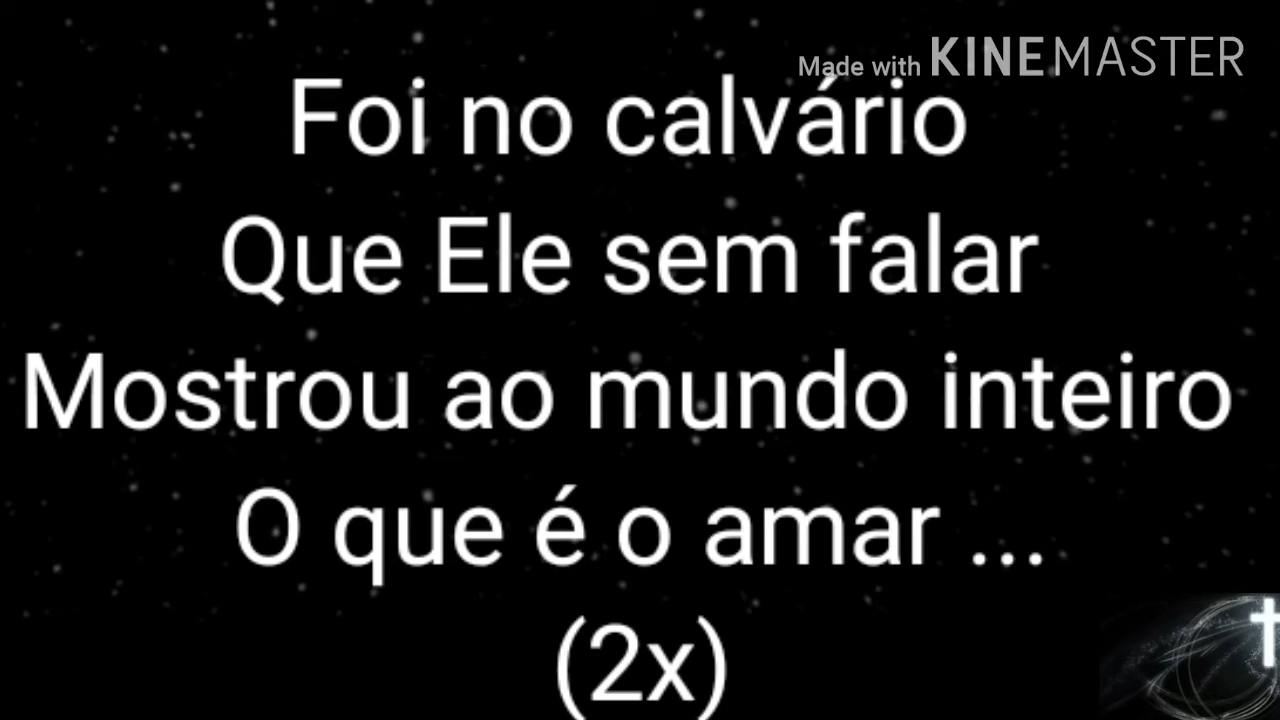 Made with KINEMASTER
Foi no calvário
Que Ele sem falar
Mostrou ao mundo inteiro
O que é o amar ...
(2x)